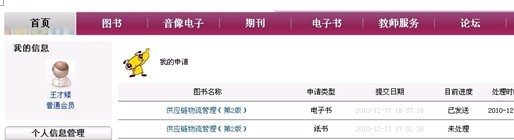 首页 图书 音像电子 期刊 电子书 教师服务 论坛
我的信息
我的申请
王才矮
普通会员
图书名称 申请类型 提交日期 目前进度 处理时
供应链物流管理（第2版） 电子书 2010-12-17 16:57:18 已发送 2010-12
供应链物流管理（第2版） 纸书 2010-12-17 17:02:38 未处理
个人信息管理